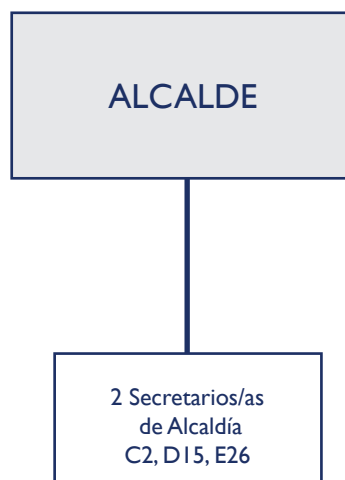 ALCALDE
2 Secretarios/as
de Alcaldía
C2, D15, E26